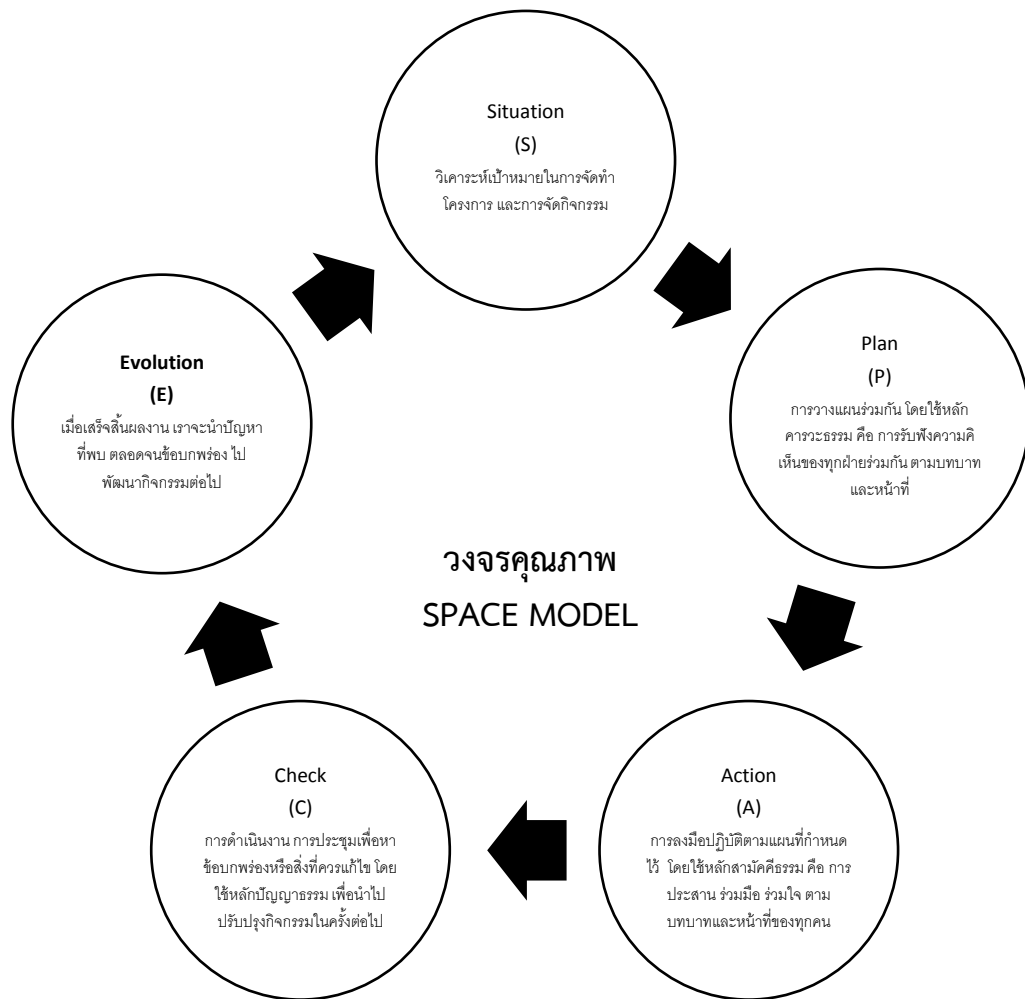 Situation
(S)
วิเคาระห์เป้าหมายในการจัดทำ
โครงการ และการจัดกิจกรรม
Plan
(P)
การวางแผนร่วมกัน โดยใช้หลัก
คารวะธรรม คือ การรับฟังความคิ
เห็นของทุกฝ่ายร่วมกัน ตามบทบาท
และหน้าที่
Action
(A)
การลงมือปฏิบัติตามแผนที่กำหนด
ไว้ โดยใช้หลักสามัคคีธรรม คือ การ
ประสาน ร่วมมือ ร่วมใจ ตาม
บทบาทและหน้าที่ของทุกคน
Check
(C)
การดำเนินงาน การประชุมเพื่อหา
ข้อบกพร่องหรือสิ่งที่ควรแก้ไข โดย
ใช้หลักปัญญาธรรม เพื่อนำไป
ปรับปรุงกิจกรรมในครั้งต่อไป
Evolution
(E)
เมื่อเสร็จสิ้นผลงาน เราจะนำปัญหา
ที่พบ ตลอดจนข้อบกพร่อง ไป
พัฒนากิจกรรมต่อไป
วงจรคุณภาพ
SPACE MODEL